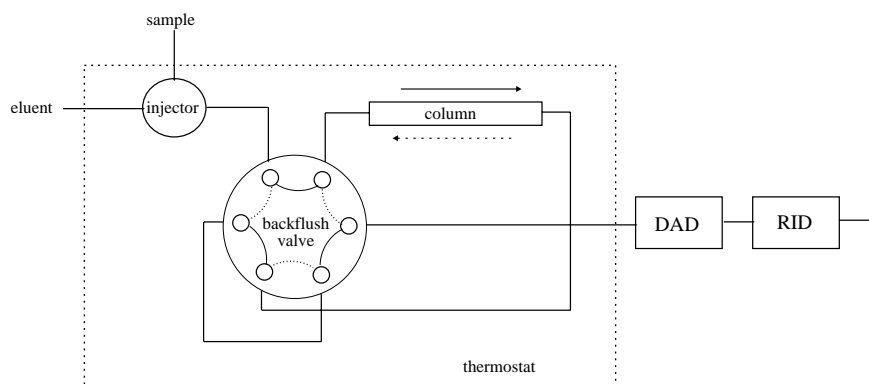 sample
eluent
injector
column
backflush
valve
DAD
RID
thermostat